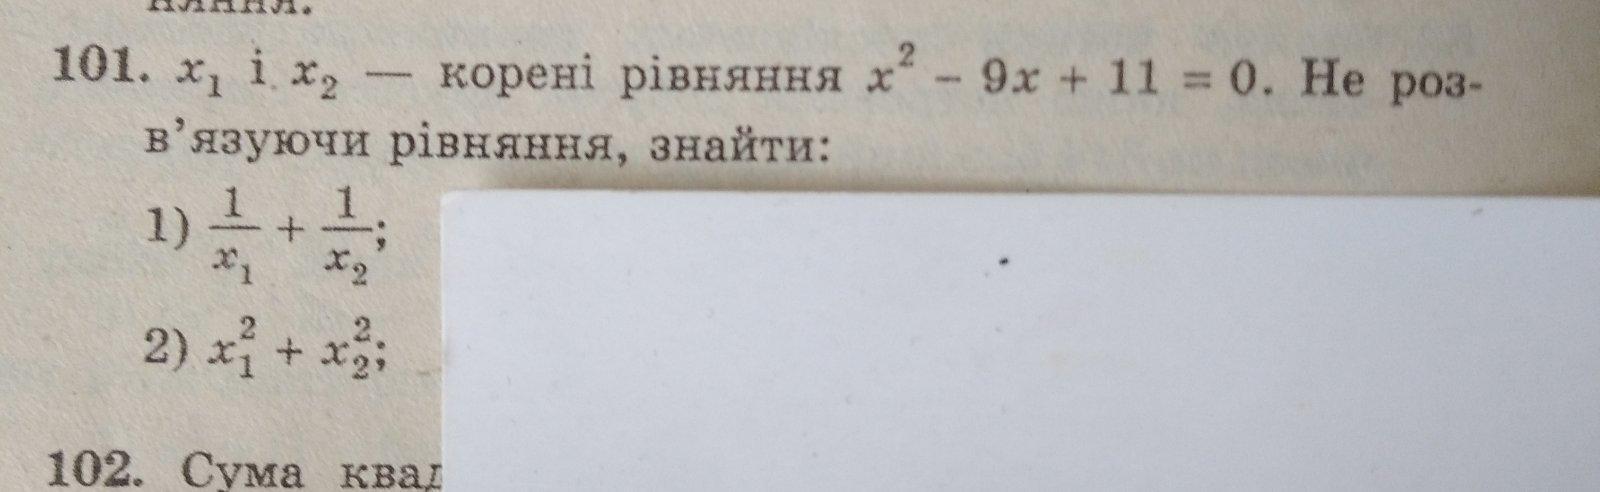 няння.
101. x₁ і x₂ — корені рівняння x² – 9x + 11 = 0. Не роз-
в’язуючи рівняння, знайти:
1) 1/x₁ + 1/x₂;
2) x₁² + x₂²;
102. Сума квад